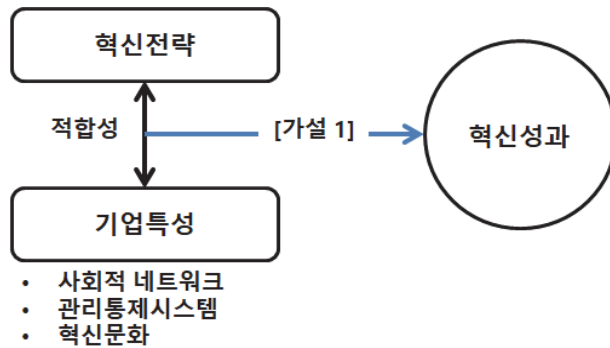 혁신전략
적합성
[가설 1]
혁신성과
기업특성
• 사회적 네트워크
• 관리통제시스템
• 혁신문화